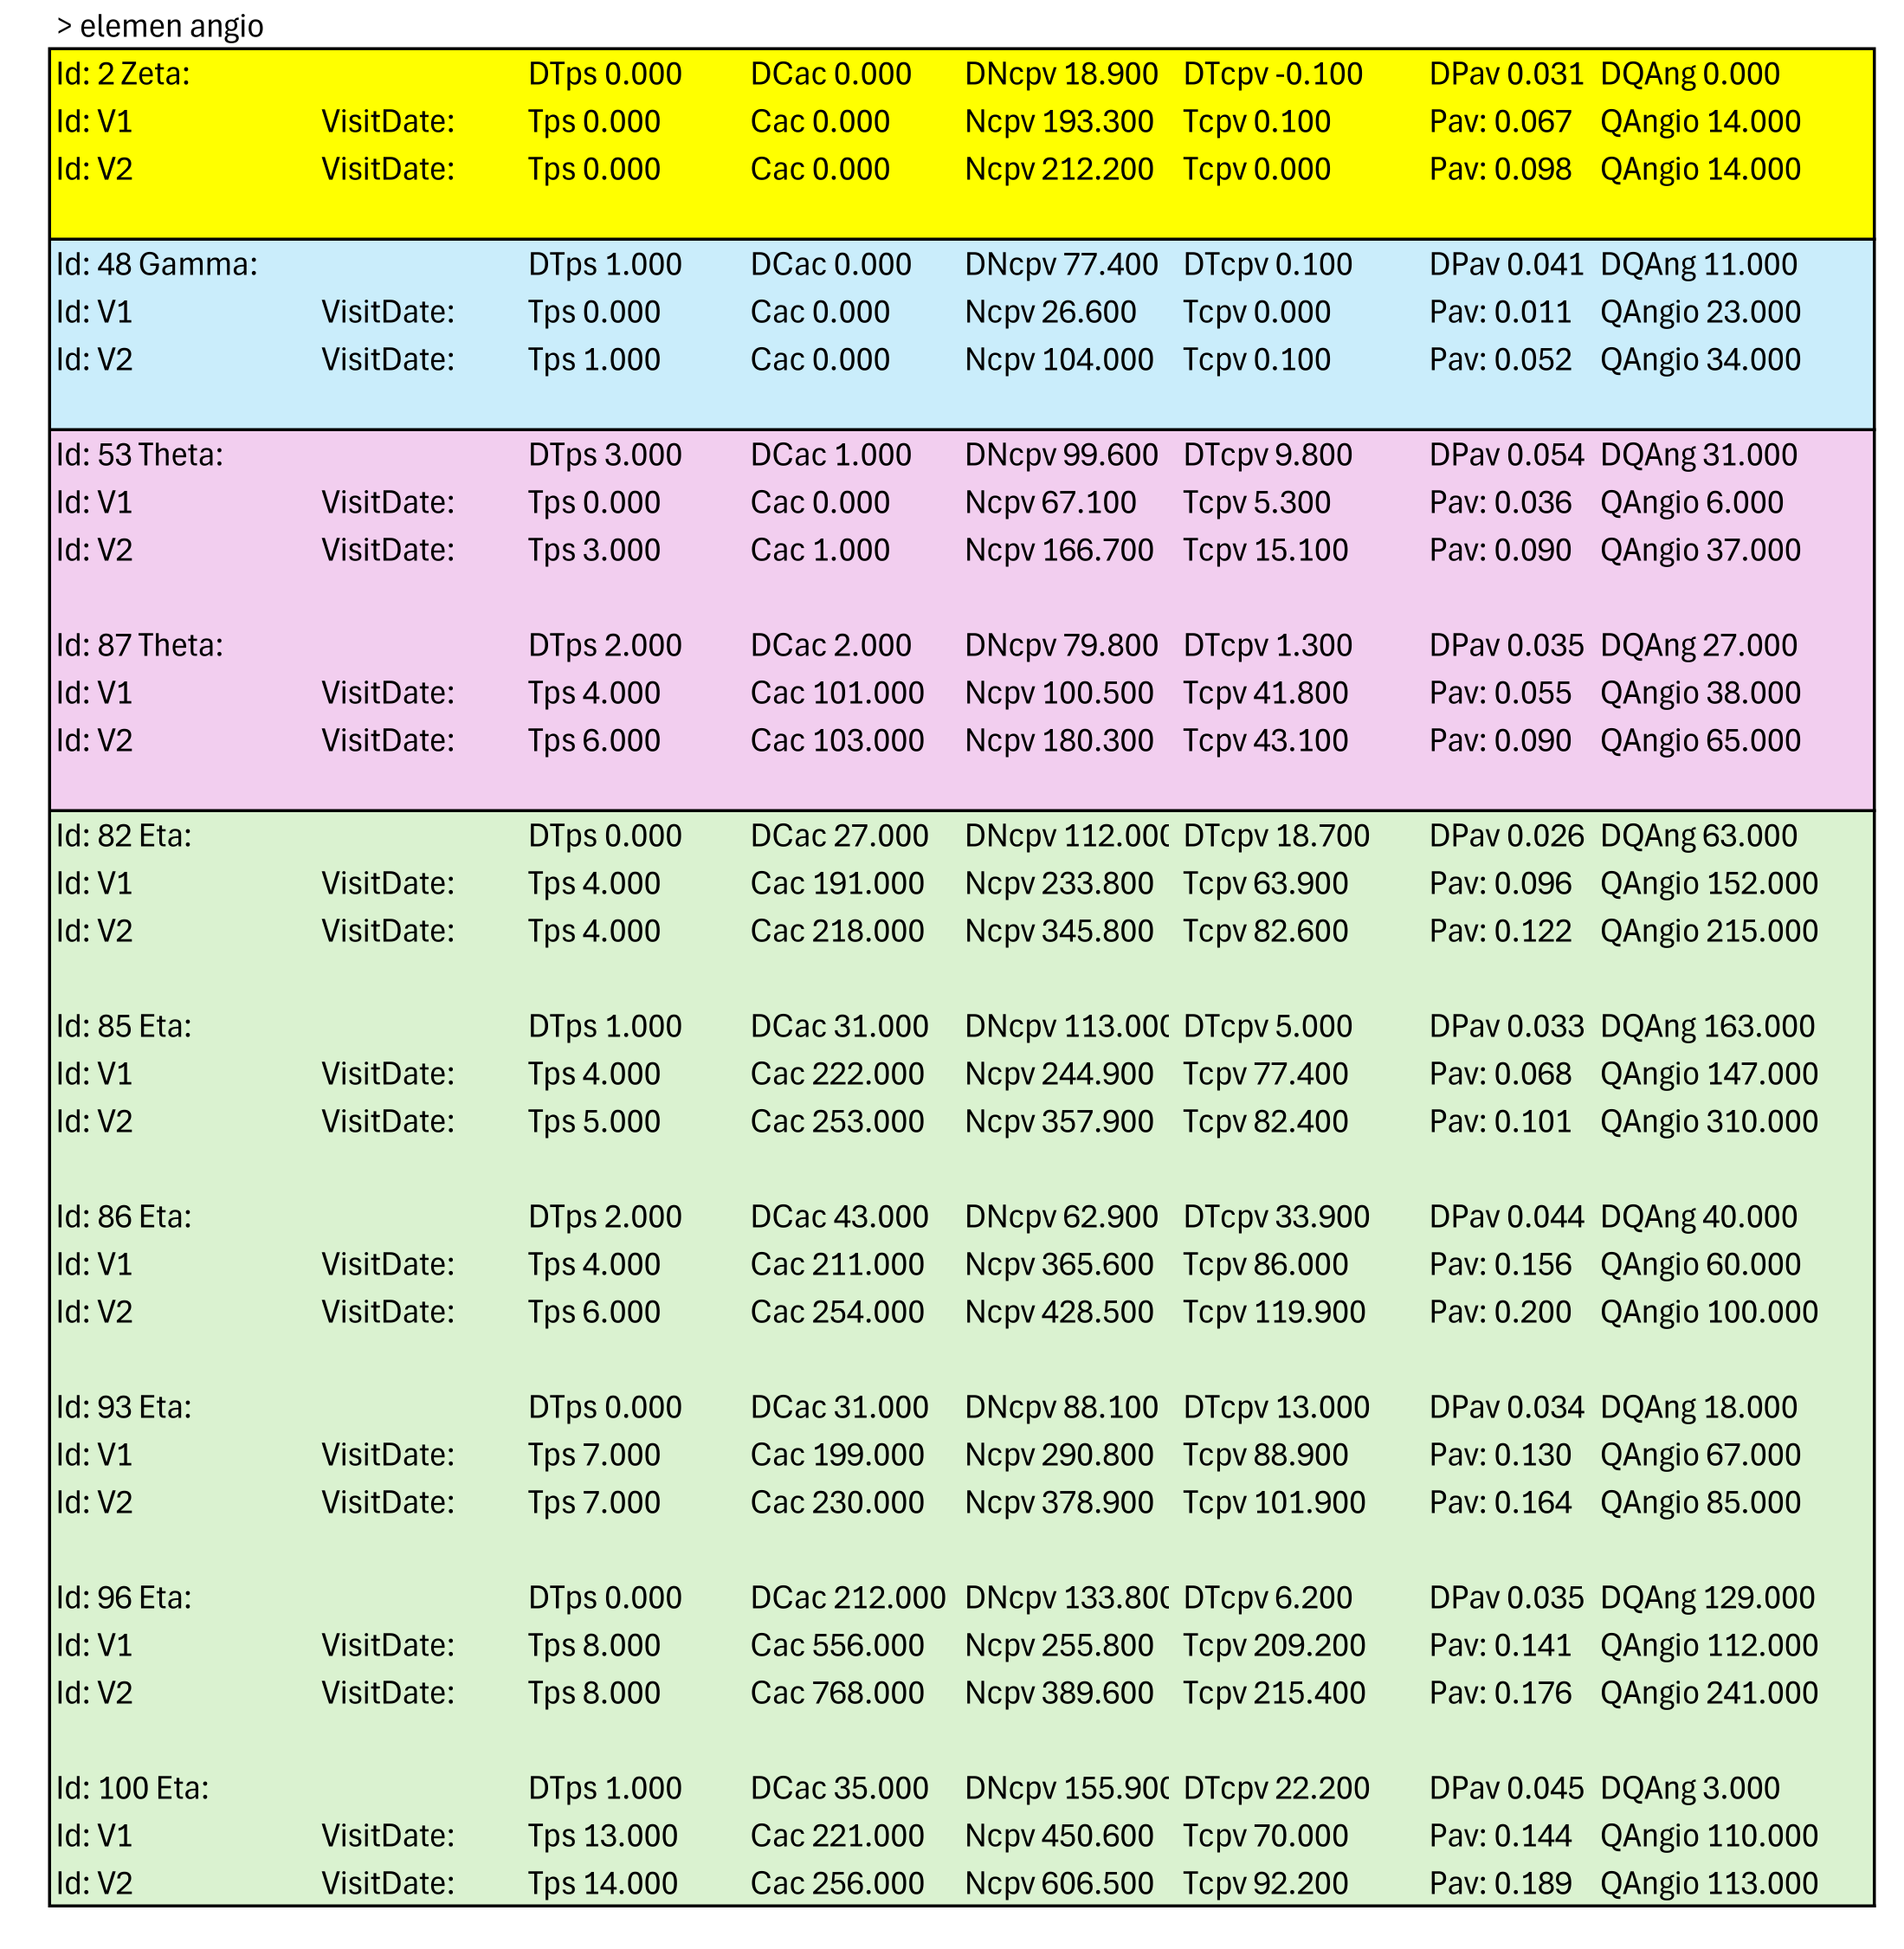 > elemen angio
Id: 2 Zeta: DTps 0.000 DCac 0.000 DNcpv 18.900 DTcpv -0.100 DPav 0.031 DQAng 0.000
Id: V1 VisitDate: Tps 0.000 Cac 0.000 Ncpv 193.300 Tcpv 0.100 Pav: 0.067 QAngio 14.000
Id: V2 VisitDate: Tps 0.000 Cac 0.000 Ncpv 212.200 Tcpv 0.000 Pav: 0.098 QAngio 14.000
Id: 48 Gamma: DTps 1.000 DCac 0.000 DNcpv 77.400 DTcpv 0.100 DPav 0.041 DQAng 11.000
Id: V1 VisitDate: Tps 0.000 Cac 0.000 Ncpv 26.600 Tcpv 0.000 Pav: 0.011 QAngio 23.000
Id: V2 VisitDate: Tps 1.000 Cac 0.000 Ncpv 104.000 Tcpv 0.100 Pav: 0.052 QAngio 34.000
Id: 53 Theta: DTps 3.000 DCac 1.000 DNcpv 99.600 DTcpv 9.800 DPav 0.054 DQAng 31.000
Id: V1 VisitDate: Tps 0.000 Cac 0.000 Ncpv 67.100 Tcpv 5.300 Pav: 0.036 QAngio 6.000
Id: V2 VisitDate: Tps 3.000 Cac 1.000 Ncpv 166.700 Tcpv 15.100 Pav: 0.090 QAngio 37.000
Id: 87 Theta: DTps 2.000 DCac 2.000 DNcpv 79.800 DTcpv 1.300 DPav 0.035 DQAng 27.000
Id: V1 VisitDate: Tps 4.000 Cac 101.000 Ncpv 100.500 Tcpv 41.800 Pav: 0.055 QAngio 38.000
Id: V2 VisitDate: Tps 6.000 Cac 103.000 Ncpv 180.300 Tcpv 43.100 Pav: 0.090 QAngio 65.000
Id: 82 Eta: DTps 0.000 DCac 27.000 DNcpv 112.000 DTcpv 18.700 DPav 0.026 DQAng 63.000
Id: V1 VisitDate: Tps 4.000 Cac 191.000 Ncpv 233.800 Tcpv 63.900 Pav: 0.096 QAngio 152.000
Id: V2 VisitDate: Tps 4.000 Cac 218.000 Ncpv 345.800 Tcpv 82.600 Pav: 0.122 QAngio 215.000
Id: 85 Eta: DTps 1.000 DCac 31.000 DNcpv 113.000 DTcpv 5.000 DPav 0.033 DQAng 163.000
Id: V1 VisitDate: Tps 4.000 Cac 222.000 Ncpv 244.900 Tcpv 77.400 Pav: 0.068 QAngio 147.000
Id: V2 VisitDate: Tps 5.000 Cac 253.000 Ncpv 357.900 Tcpv 82.400 Pav: 0.101 QAngio 310.000
Id: 86 Eta: DTps 2.000 DCac 43.000 DNcpv 62.900 DTcpv 33.900 DPav 0.044 DQAng 40.000
Id: V1 VisitDate: Tps 4.000 Cac 211.000 Ncpv 365.600 Tcpv 86.000 Pav: 0.156 QAngio 60.000
Id: V2 VisitDate: Tps 6.000 Cac 254.000 Ncpv 428.500 Tcpv 119.900 Pav: 0.200 QAngio 100.000
Id: 93 Eta: DTps 0.000 DCac 31.000 DNcpv 88.100 DTcpv 13.000 DPav 0.034 DQAng 18.000
Id: V1 VisitDate: Tps 7.000 Cac 199.000 Ncpv 290.800 Tcpv 88.900 Pav: 0.130 QAngio 67.000
Id: V2 VisitDate: Tps 7.000 Cac 230.000 Ncpv 378.900 Tcpv 101.900 Pav: 0.164 QAngio 85.000
Id: 96 Eta: DTps 0.000 DCac 212.000 DNcpv 133.800 DTcpv 6.200 DPav 0.035 DQAng 129.000
Id: V1 VisitDate: Tps 8.000 Cac 556.000 Ncpv 255.800 Tcpv 209.200 Pav: 0.141 QAngio 112.000
Id: V2 VisitDate: Tps 8.000 Cac 768.000 Ncpv 389.600 Tcpv 215.400 Pav: 0.176 QAngio 241.000
Id: 100 Eta: DTps 1.000 DCac 35.000 DNcpv 155.900 DTcpv 22.200 DPav 0.045 DQAng 3.000
Id: V1 VisitDate: Tps 13.000 Cac 221.000 Ncpv 450.600 Tcpv 70.000 Pav: 0.144 QAngio 110.000
Id: V2 VisitDate: Tps 14.000 Cac 256.000 Ncpv 606.500 Tcpv 92.200 Pav: 0.189 QAngio 113.000